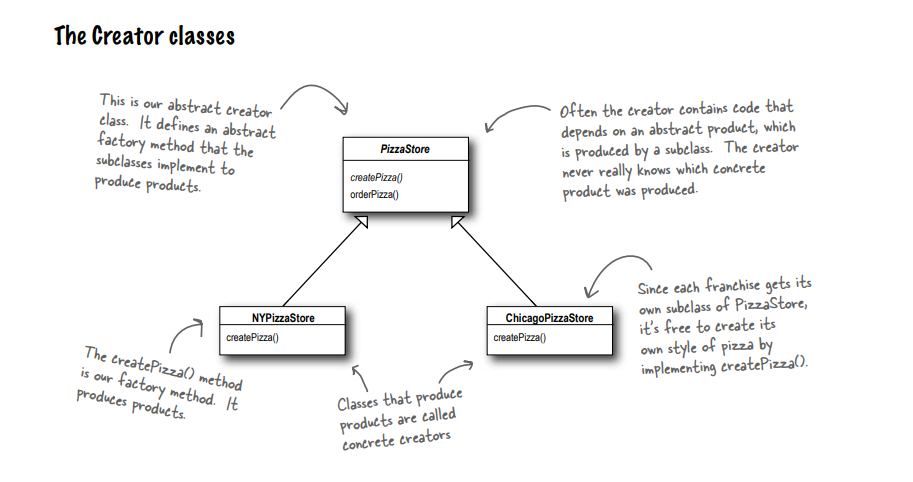 The Creator classes
This is our abstract creator
class. It defines an abstract
factory method that the
subclasses implement to
produce products.
Often the creator contains code that
depends on an abstract product, which
is produced by a subclass. The creator
never really knows which concrete
product was produced.
PizzaStore
createPizza()
orderPizza()
NYPizzaStore
createPizza()
ChicagoPizzaStore
createPizza()
Since each franchise gets its
own subclass of PizzaStore,
it's free to create its
own style of pizza by
implementing createPizza().
The createPizza() method
is our factory method. It
produces products.
Classes that produce
products are called
concrete creators